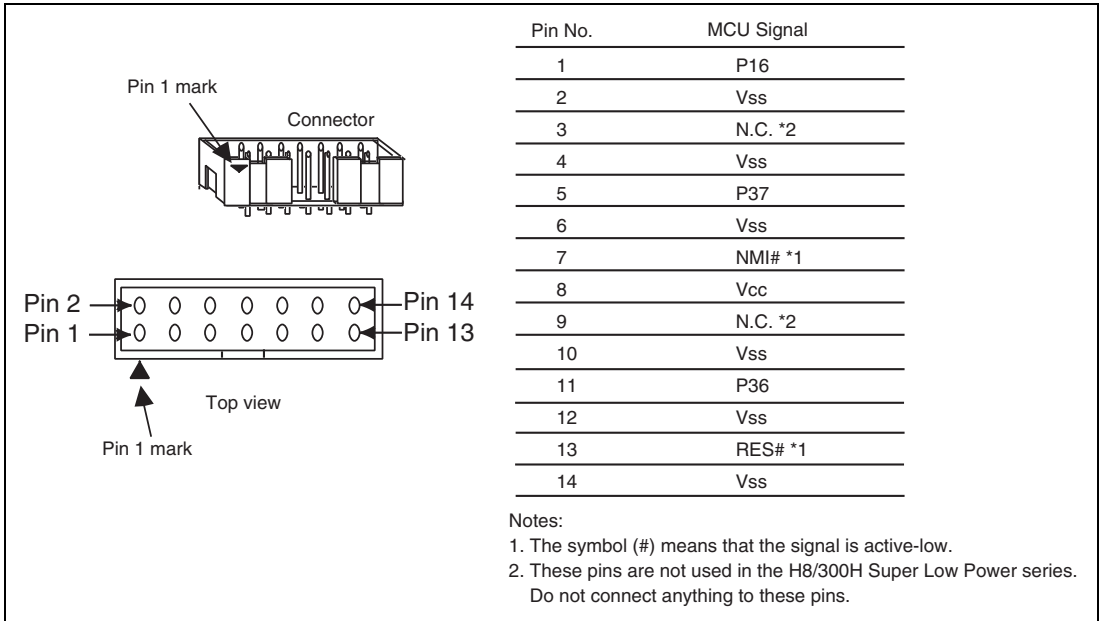 Pin 1 mark
Connector
Pin 2
Pin 14
Pin 1
Pin 13
Top view
Pin 1 mark
Pin No. MCU Signal
1 P16
2 Vss
3 N.C. *2
4 Vss
5 P37
6 Vss
7 NMI# *1
8 Vcc
9 N.C. *2
10 Vss
11 P36
12 Vss
13 RES# *1
14 Vss
Notes:
1. The symbol (#) means that the signal is active-low.
2. These pins are not used in the H8/300H Super Low Power series.
Do not connect anything to these pins.